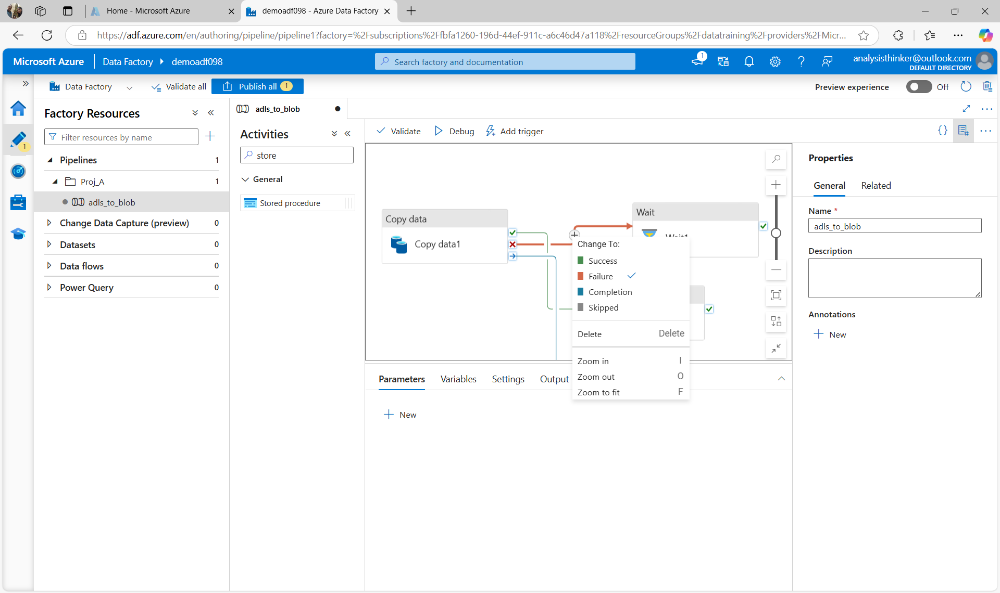 Home - Microsoft Azure
demoadf098 - Azure Data Factory
https://adf.azure.com/en/authoring/pipeline/pipeline1?factory=%2Fsubscriptions%2Ffbfa1260-196d-44ef-911c-a6c46d47a118%2FresourceGroups%2Fdatatraining%2Fproviders%2FMicr...
Microsoft Azure
Data Factory
demoadf098
Search factory and documentation
1
analysisthinker@outlook.com
DEFAULT DIRECTORY
Data Factory
Validate all
Publish all 1
Preview experience
Off
1
Factory Resources
Filter resources by name
Pipelines 1
Proj_A 1
adls_to_blob
Change Data Capture (preview) 0
Datasets 0
Data flows 0
Power Query 0
adls_to_blob
Activities
store
General
Stored procedure
Validate
Debug
Add trigger
Copy data
Copy data1
Wait
Wait1
Change To:
Success
Failure
Completion
Skipped
Delete Delete
Zoom in I
Zoom out O
Zoom to fit F
Parameters
Variables
Settings
Output
New
Properties
General
Related
Name *
adls_to_blob
Description
Annotations
New